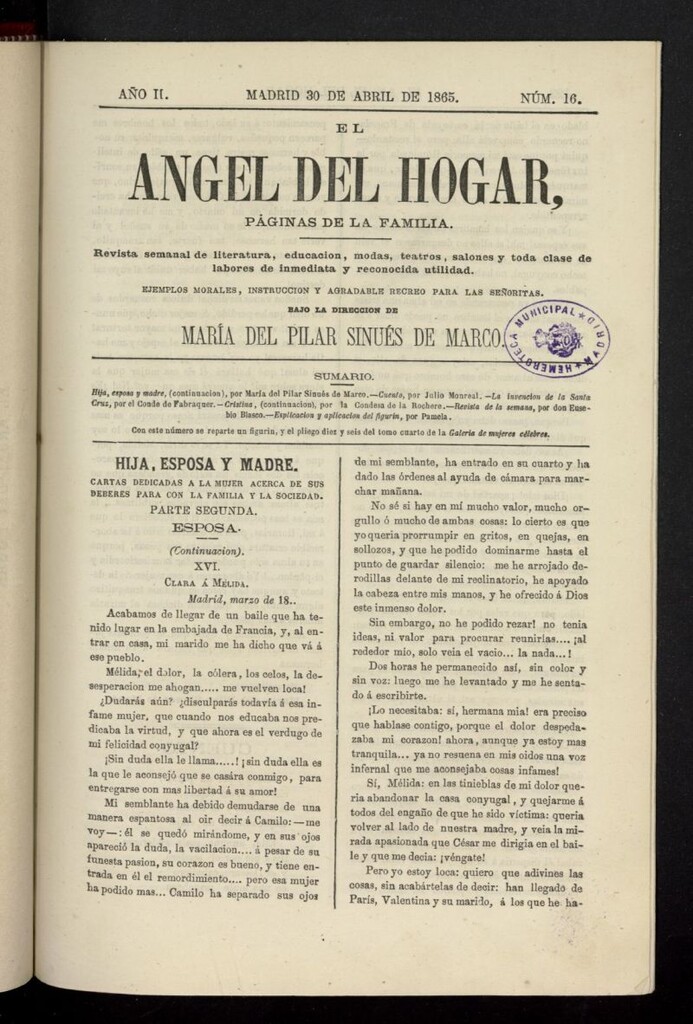 AÑO II. MADRID 30 DE ABRIL DE 1865. NÚM. 16.
EL
ANGEL DEL HOGAR,
PÁGINAS DE LA FAMILIA.
Revista semanal de literatura, educacion, modas, teatros, salones y toda clase de
labores de inmediata y reconocida utilidad.
EJEMPLOS MORALES, INSTRUCCION Y AGRADABLE RECREO PARA LAS SEÑORITAS.
BAJO LA DIRECCION DE
MARÍA DEL PILAR SINUÉS DE MARCO.
HEMEROTECA MUNICIPAL MADRID
SUMARIO.
Hija, esposa y madre, (continuacion), por María del Pilar Sinués de Marco.—Cuento, por Julio Monreal.—La invencion de la Santa
Cruz, por el Conde de Fabraquer.—Cristina, (continuacion), por la Condesa de la Rochere.—Revista de la semana, por don Euse-
bio Blasco.—Esplicacion y aplicacion del figurin, por Pamela.
Con este número se reparte un figurin, y el pliego diez y seis del tomo cuarto de la Galería de mujeres célebres.
HIJA, ESPOSA Y MADRE.
CARTAS DEDICADAS A LA MUJER ACERCA DE SUS
DEBERES PARA CON LA FAMILIA Y LA SOCIEDAD.
PARTE SEGUNDA.
ESPOSA.
(Continuacion).
XVI.
CLARA Á MÉLIDA.
Madrid, marzo de 18..
Acabamos de llegar de un baile que ha te-
nido lugar en la embajada de Francia, y, al en-
trar en casa, mi marido me ha dicho que vá á
ese pueblo.
Mélida, el dolor, la cólera, los celos, la de-
sesperacion me ahogan..... me vuelven loca!
¿Dudarás aún? ¿disculparás todavía á esa in-
fame mujer, que cuando nos educaba nos pre-
dicaba la virtud, y que ahora es el verdugo de
mi felicidad conyugal?
¡Sin duda ella le llama.....! ¡sin duda ella es
la que le aconsejó que se casára conmigo, para
entregarse con mas libertad á su amor!
Mi semblante ha debido demudarse de una
manera espantosa al oir decir á Camilo:—me
voy—: él se quedó mirándome, y en sus ojos
apareció la duda, la vacilacion.... á pesar de su
funesta pasion, su corazon es bueno, y tiene en-
trada en él el remordimiento.... pero esa mujer
ha podido mas... Camilo ha separado sus ojos
de mi semblante, ha entrado en su cuarto y ha
dado las órdenes al ayuda de cámara para mar-
char mañana.
No sé si hay en mí mucho valor, mucho or-
gullo ó mucho de ambas cosas: lo cierto es que
yo queria prorrumpir en gritos, en quejas, en
sollozos, y que he podido dominarme hasta el
punto de guardar silencio: me he arrojado de
rodillas delante de mi reclinatorio, he apoyado
la cabeza entre mis manos, y he ofrecido á Dios
este inmenso dolor.
Sin embargo, no he podido rezar! no tenia
ideas, ni valor para procurar reunirlas.... ¡al
rededor mio, solo veia el vacio... la nada...!
Dos horas he permanecido así, sin color y
sin voz: luego me he levantado y me he senta-
do á escribirte.
¡Lo necesitaba: sí, hermana mia! era preciso
que hablase contigo, porque el dolor despeda-
zaba mi corazon! ahora, aunque ya estoy mas
tranquila... ya no resuena en mis oidos una voz
infernal que me aconsejaba cosas infames!
Sí, Mélida: en las tinieblas de mi dolor que-
ria abandonar la casa conyugal, y quejarme á
todos del engaño de que he sido víctima: queria
volver al lado de nuestra madre, y veia la mi-
rada apasionada que César me dirigia en el bai-
le y que me decia: ¡véngate!
Pero yo estoy loca: quiero que adivines las
cosas, sin acabártelas de decir: han llegado de
París, Valentina y su marido, á los que he ha-